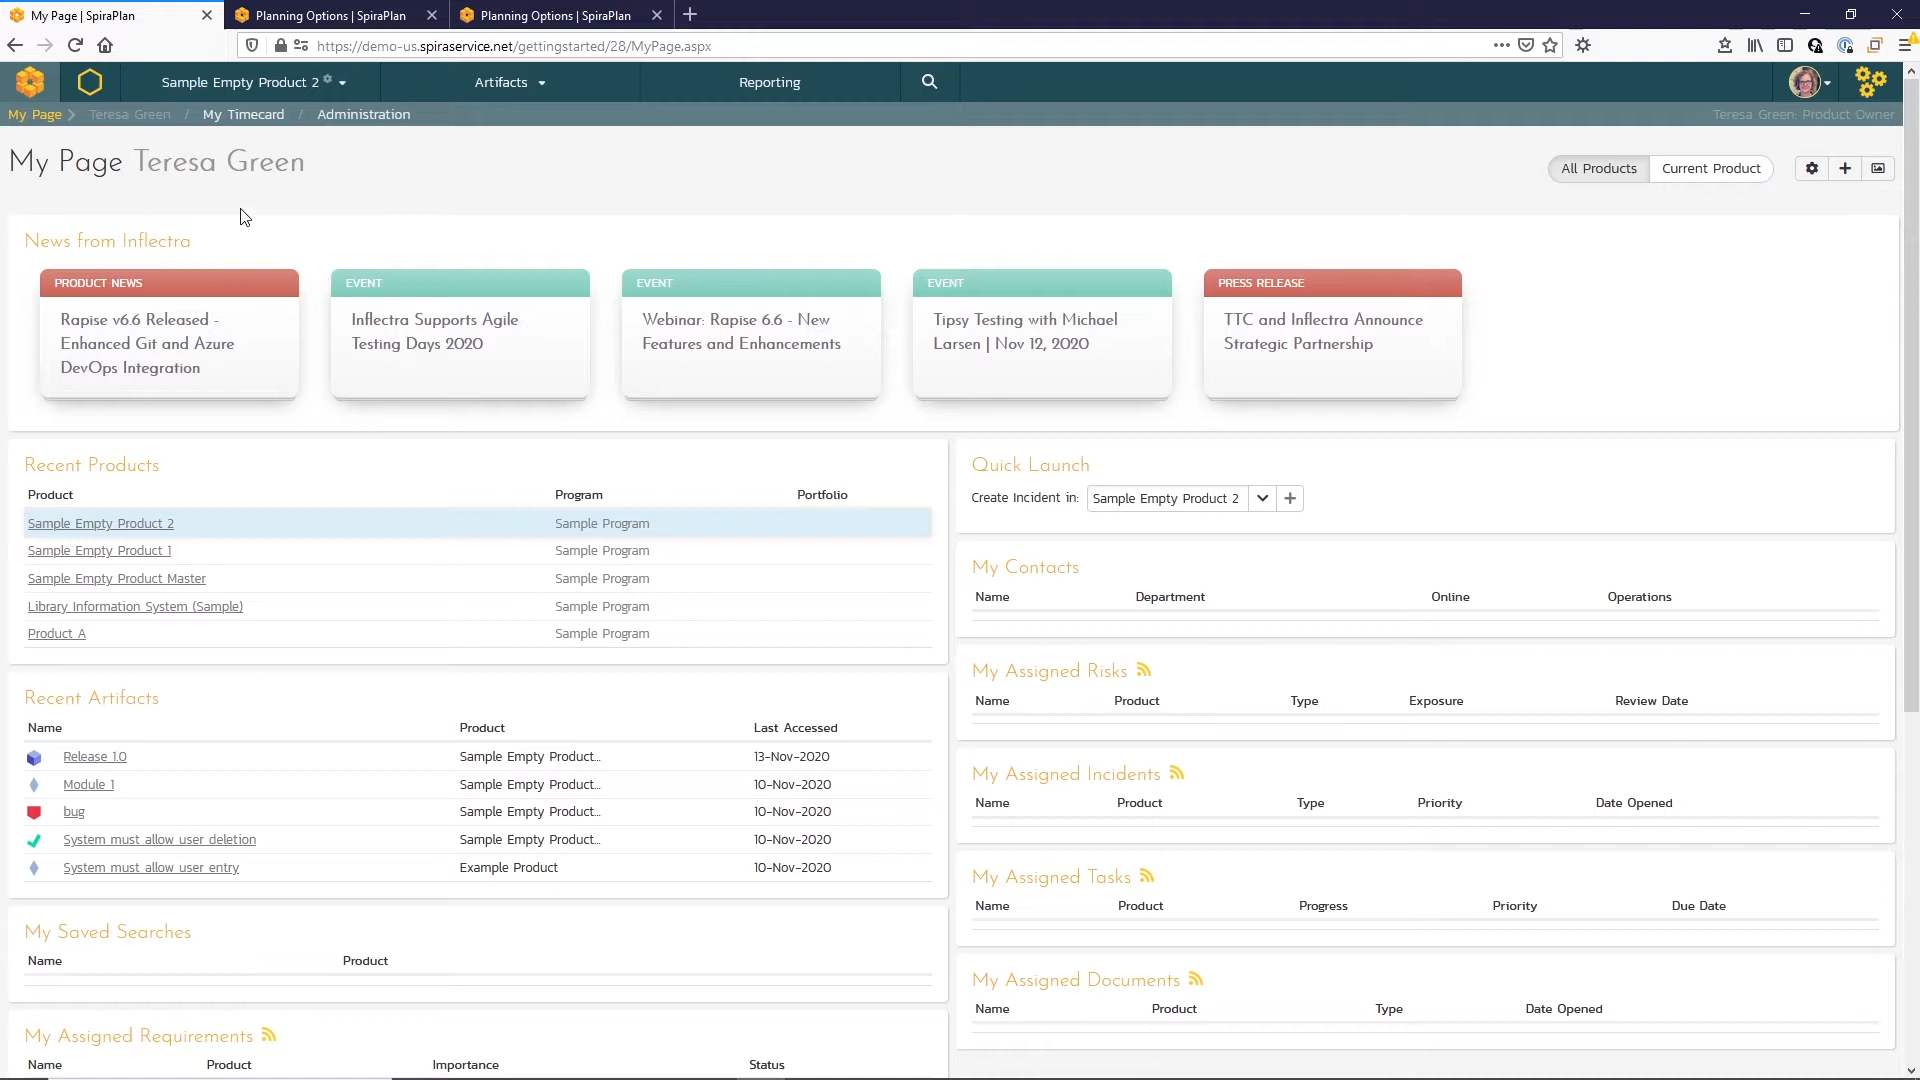 My Page | SpiraPlan
Planning Options | SpiraPlan
Planning Options | SpiraPlan
https://demo-us.spiraservice.net/gettingstarted/28/MyPage.aspx
Sample Empty Product 2
Artifacts
Reporting
My Page
Teresa Green / My Timecard / Administration
Teresa Green: Product Owner
My Page Teresa Green
All Products
Current Product
News from Inflectra
PRODUCT NEWS
Rapise v6.6 Released -
Enhanced Git and Azure
DevOps Integration
EVENT
Inflectra Supports Agile
Testing Days 2020
EVENT
Webinar: Rapise 6.6 - New
Features and Enhancements
EVENT
Tipsy Testing with Michael
Larsen | Nov 12, 2020
PRESS RELEASE
TTC and Inflectra Announce
Strategic Partnership
Recent Products
Product Program Portfolio
Sample Empty Product 2 Sample Program
Sample Empty Product 1 Sample Program
Sample Empty Product Master Sample Program
Library Information System (Sample) Sample Program
Product A Sample Program
Recent Artifacts
Name Product Last Accessed
Release 1.0 Sample Empty Product... 13-Nov-2020
Module 1 Sample Empty Product... 10-Nov-2020
bug Sample Empty Product... 10-Nov-2020
System must allow user deletion Sample Empty Product... 10-Nov-2020
System must allow user entry Example Product 10-Nov-2020
My Saved Searches
Name Product
My Assigned Requirements
Name Product Importance Status
Quick Launch
Create Incident in: Sample Empty Product 2
My Contacts
Name Department Online Operations
My Assigned Risks
Name Product Type Exposure Review Date
My Assigned Incidents
Name Product Type Priority Date Opened
My Assigned Tasks
Name Product Progress Priority Due Date
My Assigned Documents
Name Product Type Date Opened